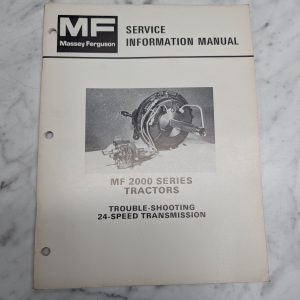 MF
Massey Ferguson
SERVICE
INFORMATION MANUAL
MF 2000 SERIES
TRACTORS
TROUBLE-SHOOTING
24-SPEED TRANSMISSION